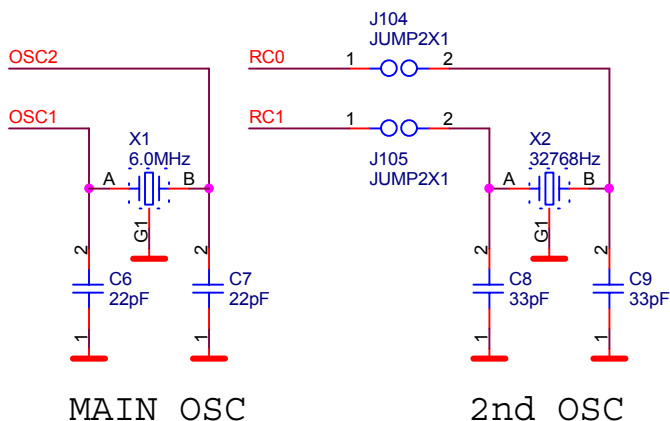 J104
JUMP2X1
OSC2
RC0
1
2
OSC1
RC1
1
2
X1
6.0MHz
J105
JUMP2X1
X2
32768Hz
A
B
A
B
G1
G1
2
C6
22pF
1
2
C7
22pF
1
2
C8
33pF
1
2
C9
33pF
1
MAIN OSC
2nd OSC